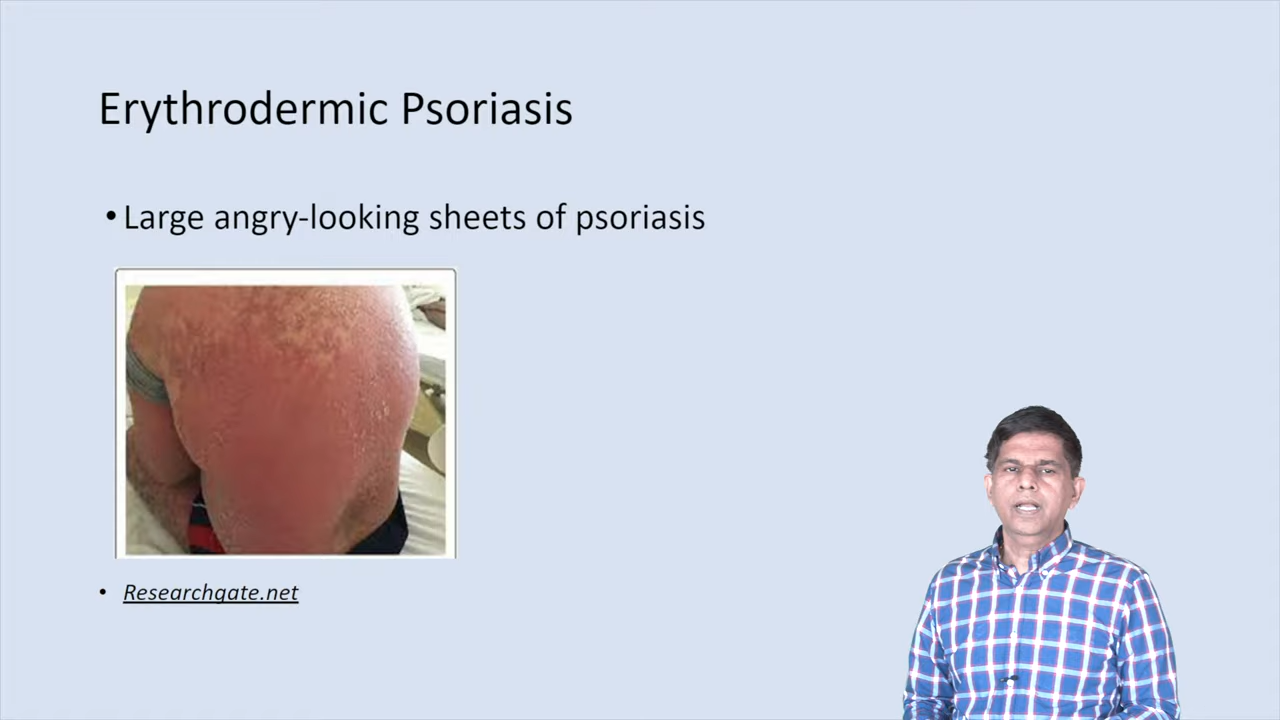 Erythrodermic Psoriasis
• Large angry-looking sheets of psoriasis
• Researchgate.net